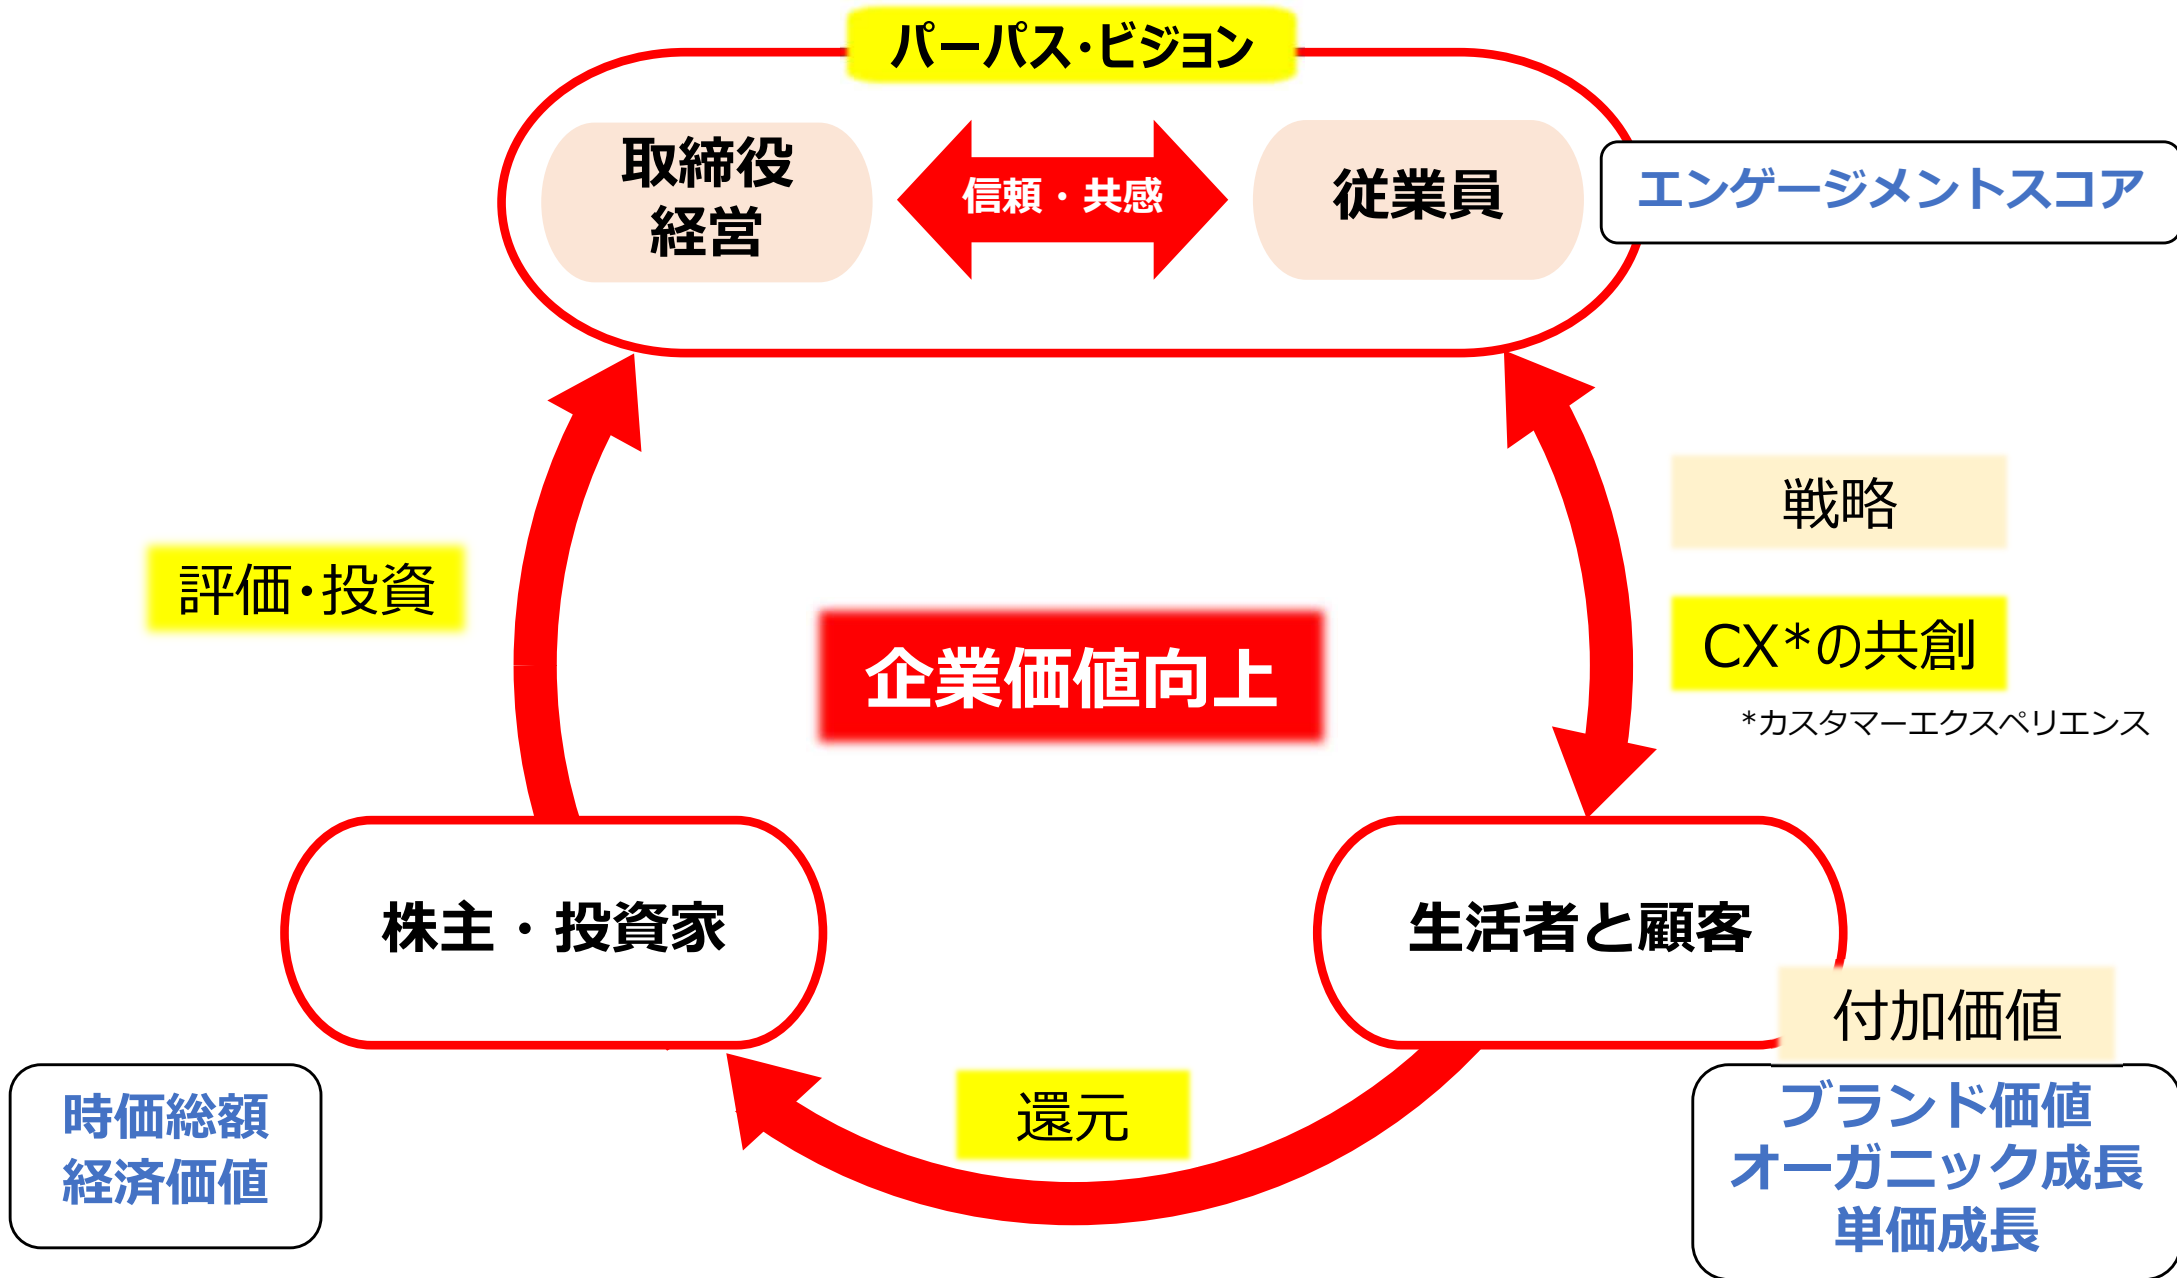 パーパス・ビジョン
取締役
経営
信頼・共感
従業員
エンゲージメントスコア
戦略
評価・投資
CX*の共創
企業価値向上
*カスタマーエクスペリエンス
株主・投資家
生活者と顧客
付加価値
還元
時価総額
経済価値
ブランド価値
オーガニック成長
単価成長